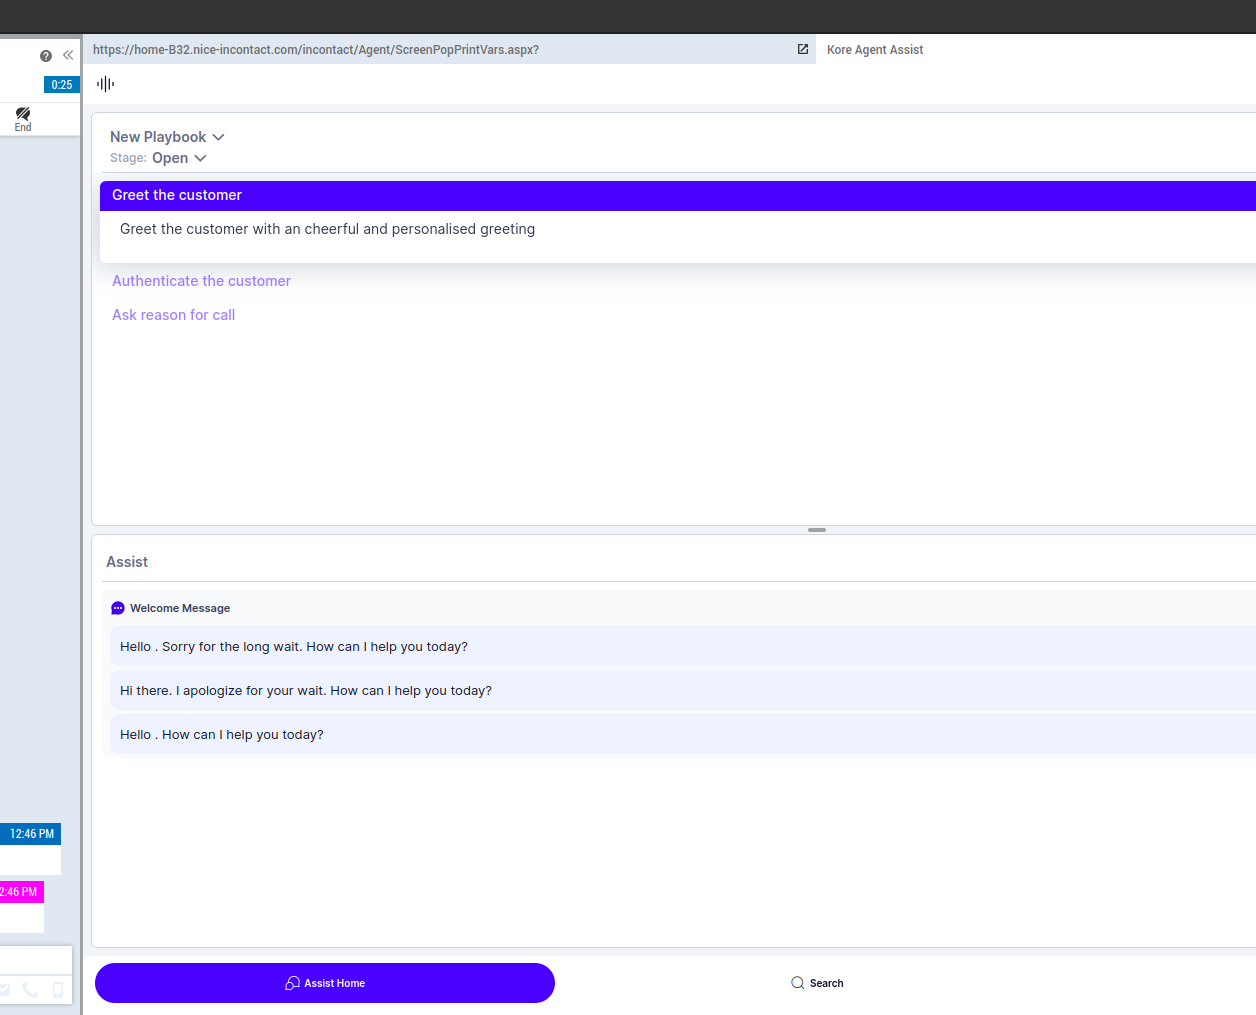 https://home-B32.nice-incontact.com/incontact/Agent/ScreenPopPrintVars.aspx?
Kore Agent Assist
0:25
End
New Playbook
Stage: Open
Greet the customer
Greet the customer with an cheerful and personalised greeting
Authenticate the customer
Ask reason for call
Assist
Welcome Message
Hello . Sorry for the long wait. How can I help you today?
Hi there. I apologize for your wait. How can I help you today?
Hello . How can I help you today?
12:46 PM
2:46 PM
Assist Home
Search